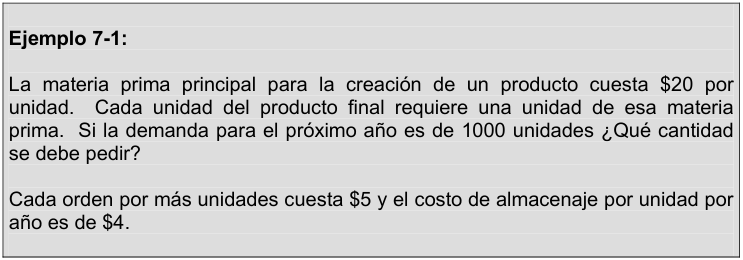 Ejemplo 7-1:
La materia prima principal para la creación de un producto cuesta $20 por
unidad. Cada unidad del producto final requiere una unidad de esa materia
prima. Si la demanda para el próximo año es de 1000 unidades ¿Qué cantidad
se debe pedir?
Cada orden por más unidades cuesta $5 y el costo de almacenaje por unidad por
año es de $4.